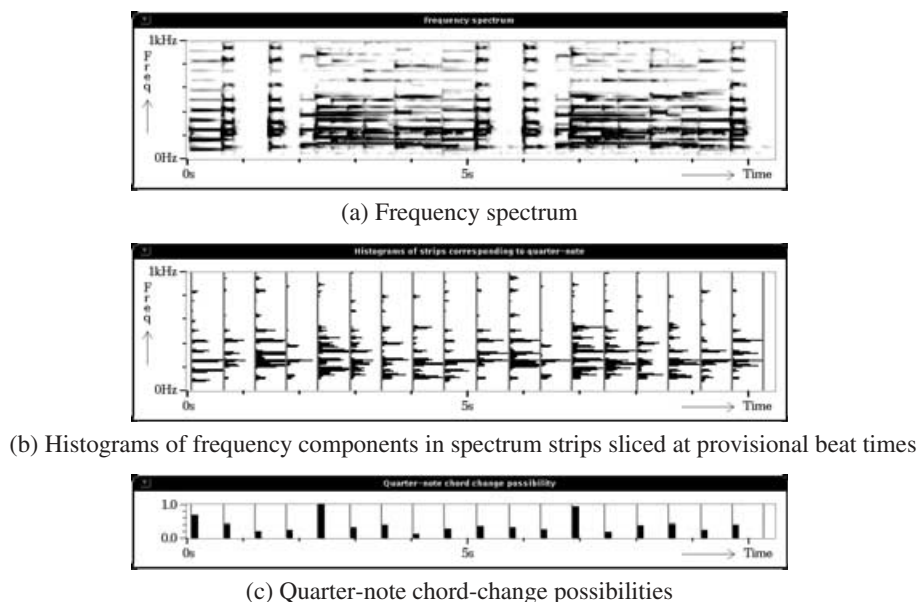 Frequency spectrum
1kHz
F
r
e
q
0Hz
0s 5s Time
(a) Frequency spectrum
Histograms of strips corresponding to quarter-note
1kHz
F
r
e
q
0Hz
0s 5s Time
(b) Histograms of frequency components in spectrum strips sliced at provisional beat times
Quarter-note chord change possibility
1.0
0.0
0s 5s Time
(c) Quarter-note chord-change possibilities